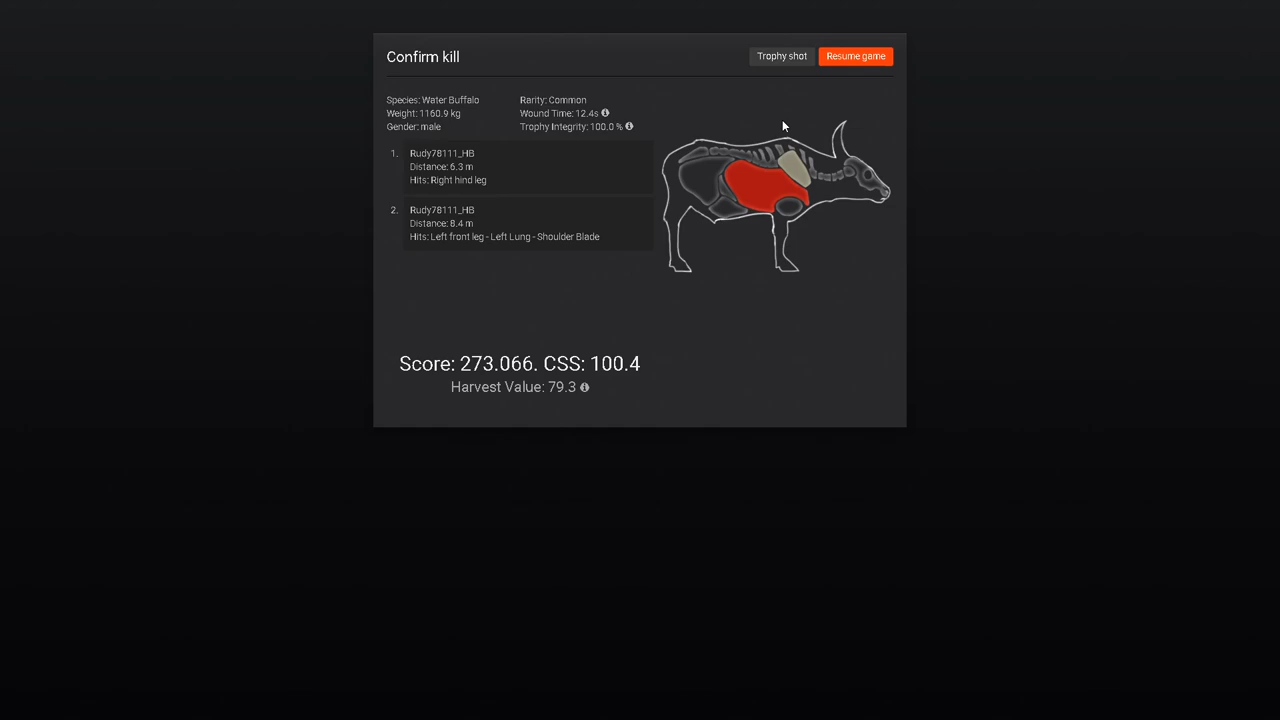 Confirm kill
Trophy shot
Resume game
Species: Water Buffalo
Weight: 1160.9 kg
Gender: male
Rarity: Common
Wound Time: 12.4s
Trophy Integrity: 100.0 %
1.
Rudy78111_HB
Distance: 6.3 m
Hits: Right hind leg
2.
Rudy78111_HB
Distance: 8.4 m
Hits: Left front leg - Left Lung - Shoulder Blade
Score: 273.066. CSS: 100.4
Harvest Value: 79.3